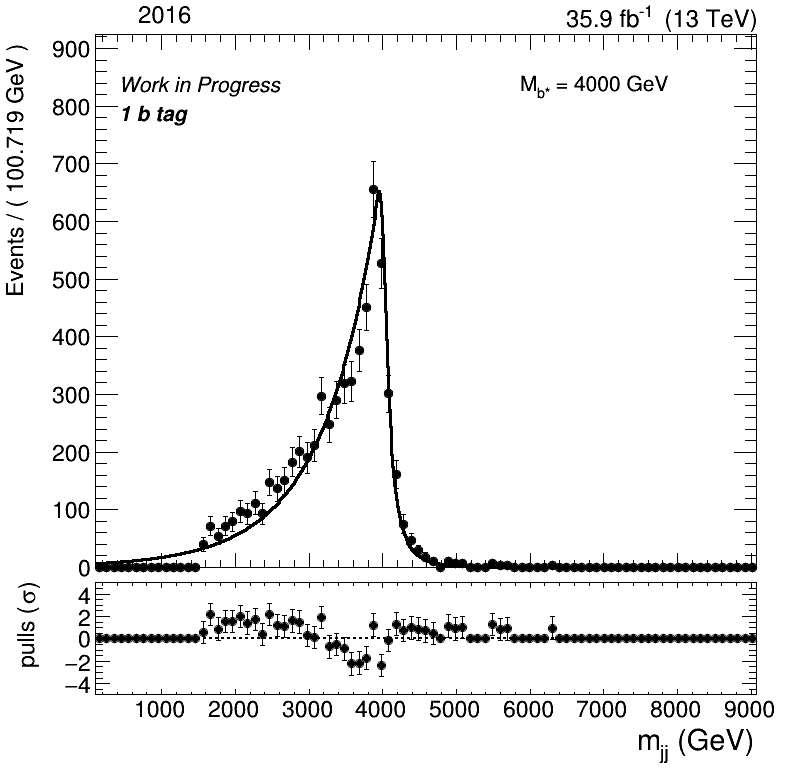 2016
35.9 fb⁻¹ (13 TeV)
Events / ( 100.719 GeV )
900
800
700
600
500
400
300
200
100
0
Work in Progress
1 b tag
M_b* = 4000 GeV
pulls (σ)
4
2
0
−2
−4
1000 2000 3000 4000 5000 6000 7000 8000 9000
m_jj (GeV)